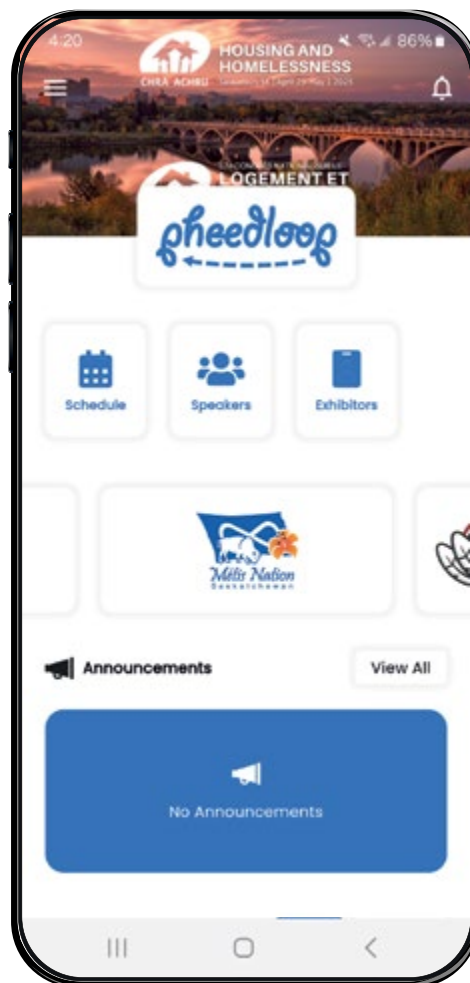 4:20
86%
HOUSING AND
HOMELESSNESS
CHRA ACHRU
LOGEMENT ET
pheedloop
Schedule
Speakers
Exhibitors
Métis Nation
Saskatchewan
Announcements
View All
No Announcements